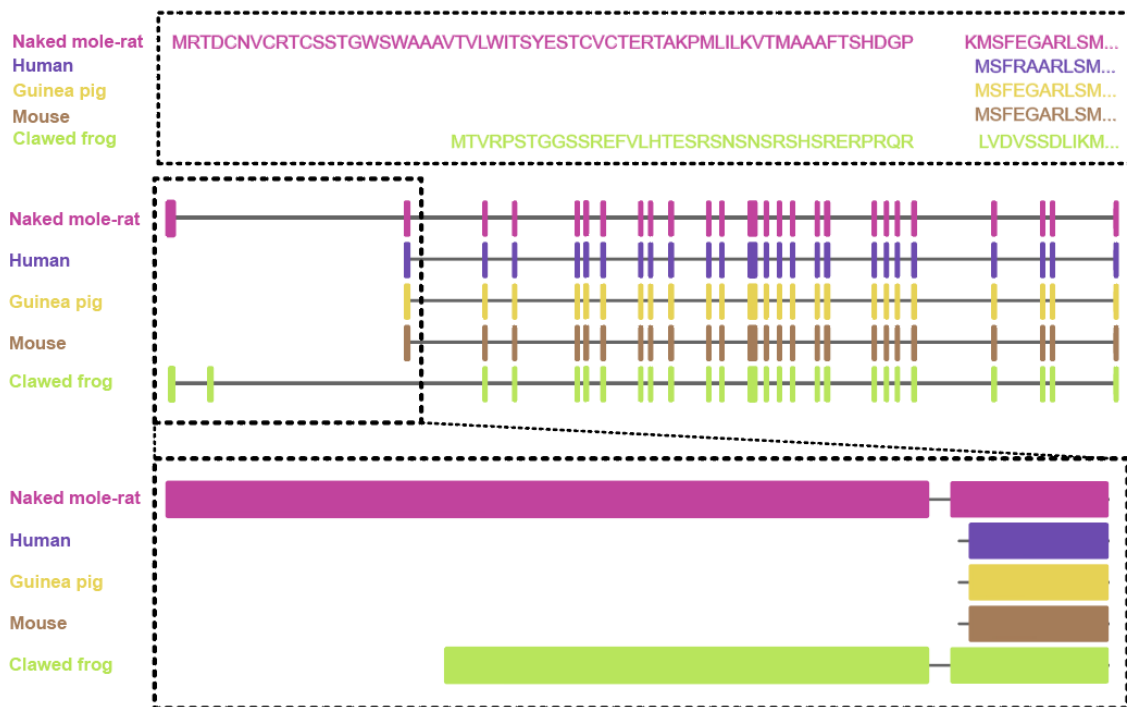 Naked mole-rat MRTDCNVCRTCSSTGWSWAAAVTVLWITSYESTCVCTERTAKPMLILKVTMAAAFTSHDGP KMSFEGARLSM...
Human MSFRAARLSM...
Guinea pig MSFEGARLSM...
Mouse MSFEGARLSM...
Clawed frog MTVRPSTGGSSREFVLHTESRSNSNSRSHSRERPRQR LVDVSSDLIKM...
Naked mole-rat
Human
Guinea pig
Mouse
Clawed frog
Naked mole-rat
Human
Guinea pig
Mouse
Clawed frog